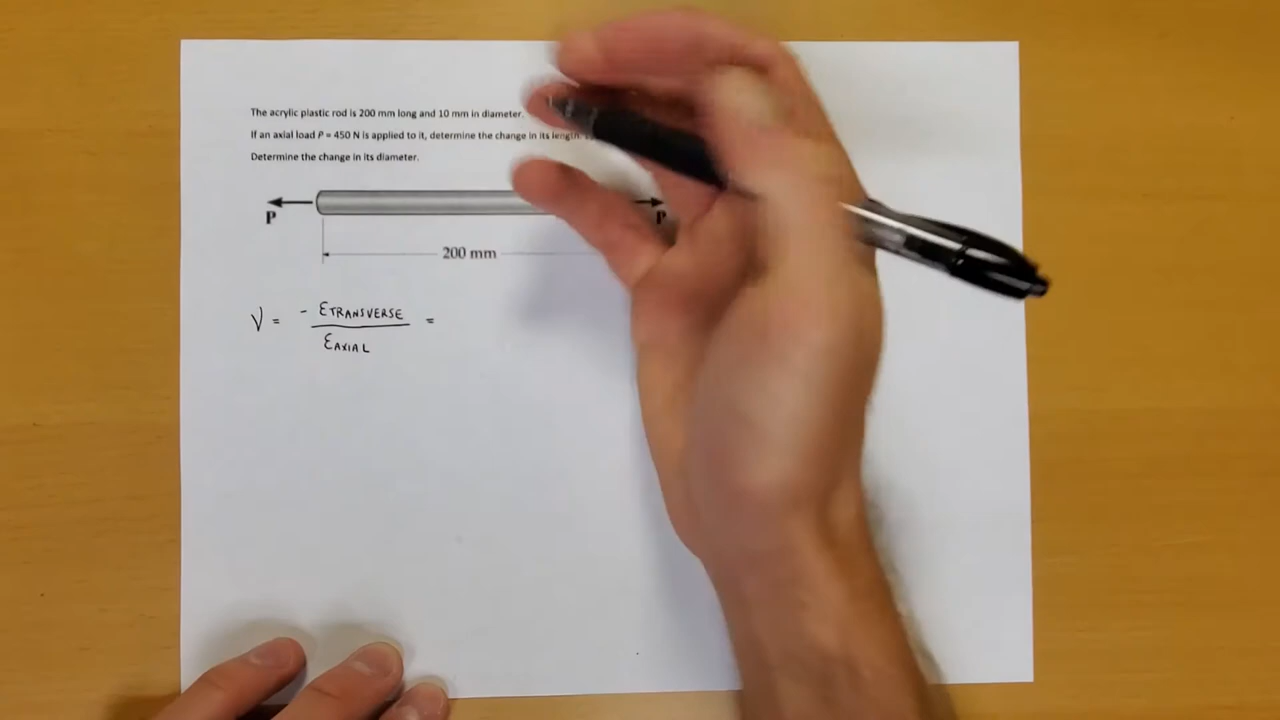 The acrylic plastic rod is 200 mm long and 10 mm in diameter.
If an axial load P = 450 N is applied to it, determine the change in its length.
Determine the change in its diameter.
P
P
200 mm
ν = - εTRANSVERSE / εAXIAL =